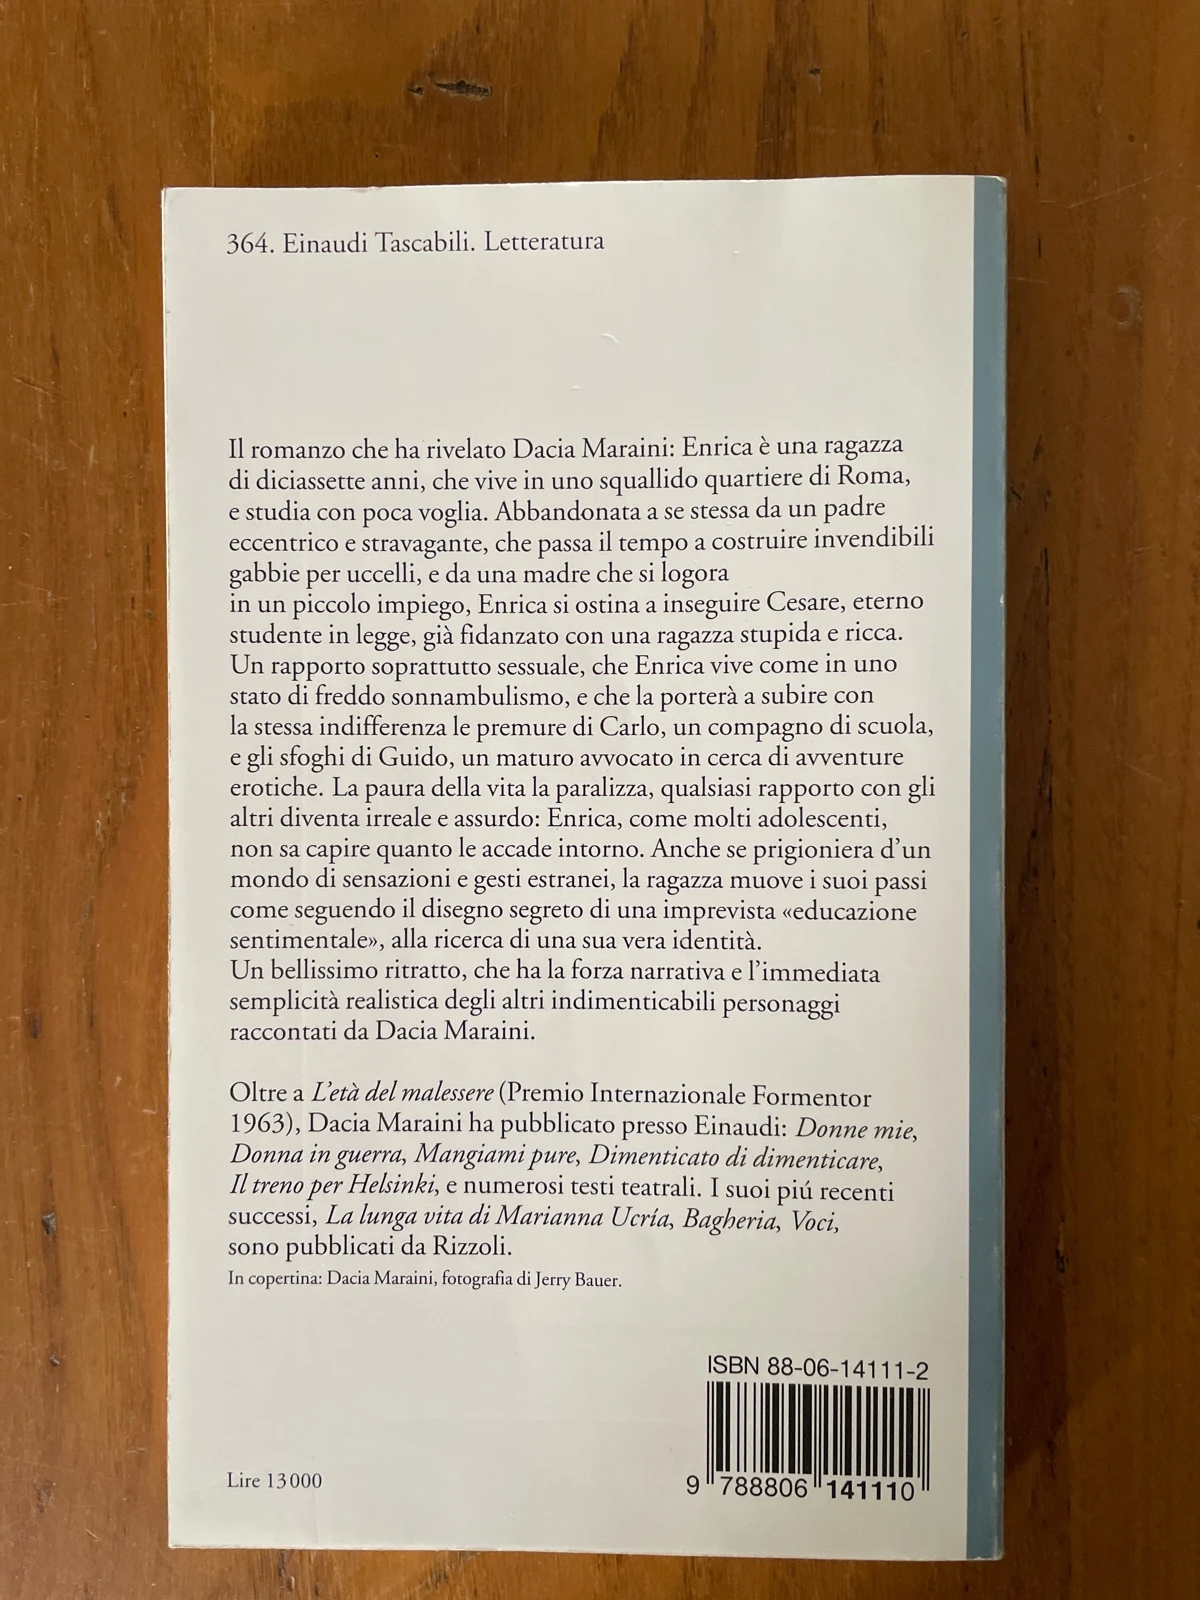 364. Einaudi Tascabili. Letteratura
Il romanzo che ha rivelato Dacia Maraini: Enrica è una ragazza
di diciassette anni, che vive in uno squallido quartiere di Roma,
e studia con poca voglia. Abbandonata a se stessa da un padre
eccentrico e stravagante, che passa il tempo a costruire invendibili
gabbie per uccelli, e da una madre che si logora
in un piccolo impiego, Enrica si ostina a inseguire Cesare, eterno
studente in legge, già fidanzato con una ragazza stupida e ricca.
Un rapporto soprattutto sessuale, che Enrica vive come in uno
stato di freddo sonnambulismo, e che la porterà a subire con
la stessa indifferenza le premure di Carlo, un compagno di scuola,
e gli sfoghi di Guido, un maturo avvocato in cerca di avventure
erotiche. La paura della vita la paralizza, qualsiasi rapporto con gli
altri diventa irreale e assurdo: Enrica, come molti adolescenti,
non sa capire quanto le accade intorno. Anche se prigioniera d'un
mondo di sensazioni e gesti estranei, la ragazza muove i suoi passi
come seguendo il disegno segreto di una imprevista «educazione
sentimentale», alla ricerca di una sua vera identità.
Un bellissimo ritratto, che ha la forza narrativa e l'immediata
semplicità realistica degli altri indimenticabili personaggi
raccontati da Dacia Maraini.
Oltre a L'età del malessere (Premio Internazionale Formentor
1963), Dacia Maraini ha pubblicato presso Einaudi: Donne mie,
Donna in guerra, Mangiami pure, Dimenticato di dimenticare,
Il treno per Helsinki, e numerosi testi teatrali. I suoi piú recenti
successi, La lunga vita di Marianna Ucría, Bagheria, Voci,
sono pubblicati da Rizzoli.
In copertina: Dacia Maraini, fotografia di Jerry Bauer.
ISBN 88-06-14111-2
Lire 13 000
9 788806 141110